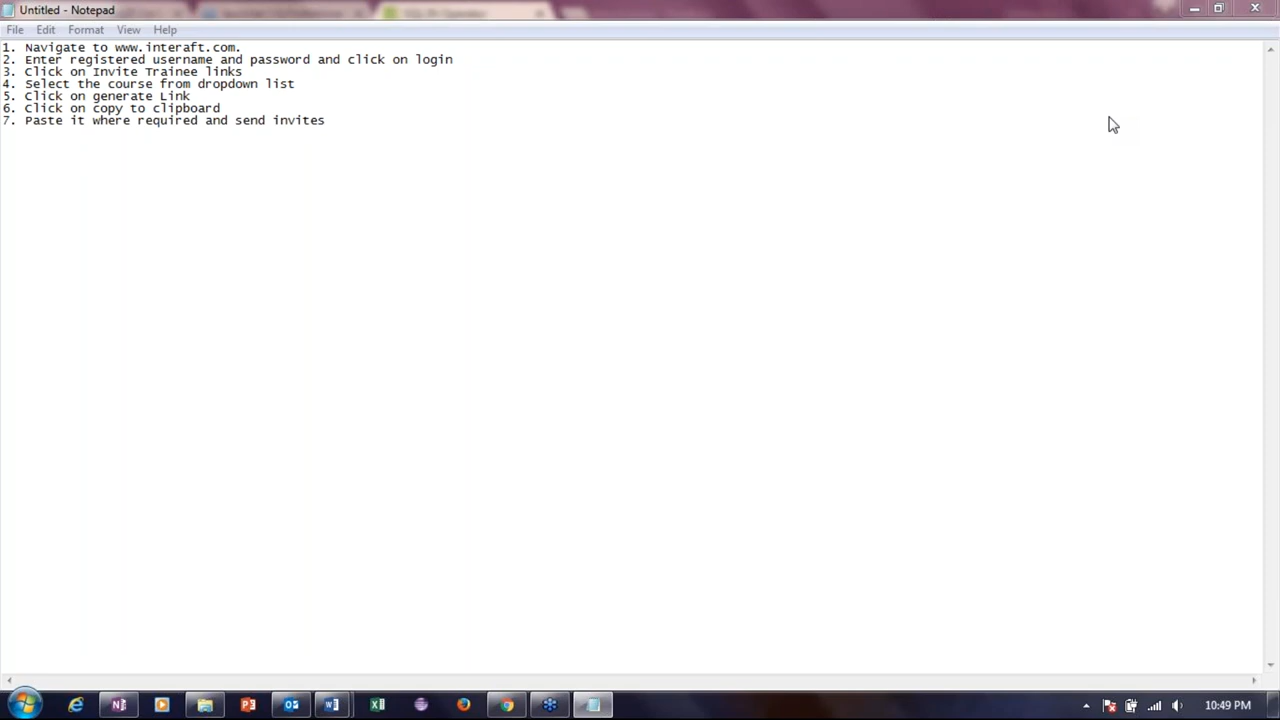 Untitled - Notepad
File Edit Format View Help
1. Navigate to www.interaft.com.
2. Enter registered username and password and click on login
3. Click on Invite Trainee links
4. Select the course from dropdown list
5. Click on generate Link
6. Click on copy to clipboard
7. Paste it where required and send invites
10:49 PM